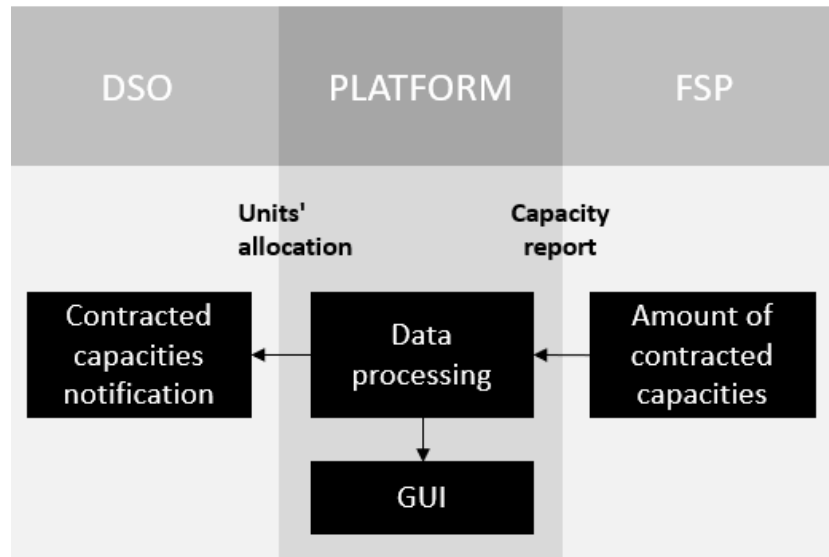 DSO
PLATFORM
FSP
Units'
allocation
Capacity
report
Contracted
capacities
notification
Data
processing
Amount of
contracted
capacities
GUI